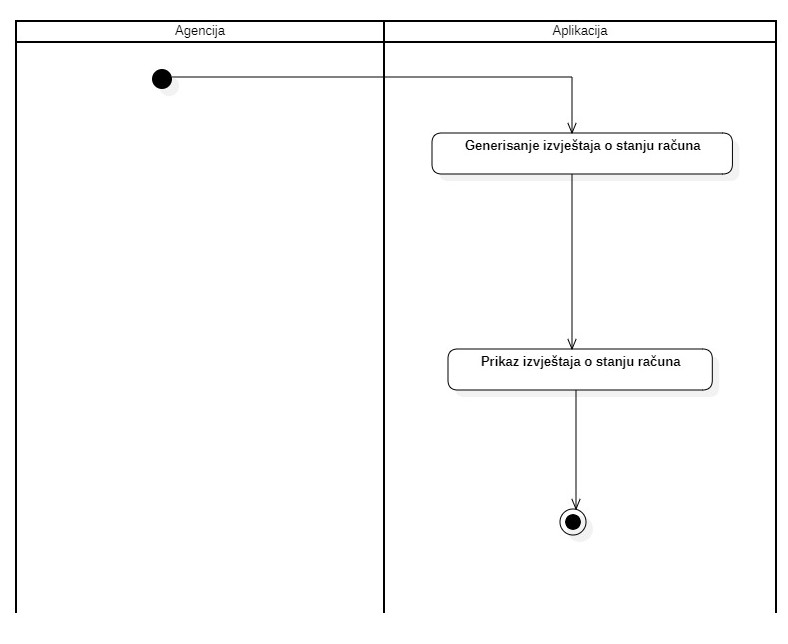 Agencija
Aplikacija
Generisanje izvještaja o stanju računa
Prikaz izvještaja o stanju računa